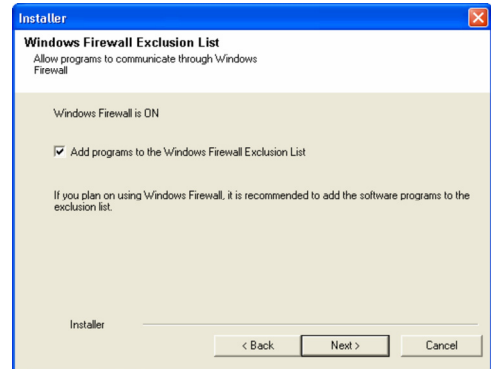 Installer
Windows Firewall Exclusion List
Allow programs to communicate through Windows
Firewall
Windows Firewall is ON
Add programs to the Windows Firewall Exclusion List
If you plan on using Windows Firewall, it is recommended to add the software programs to the
exclusion list.
Installer
< Back
Next >
Cancel